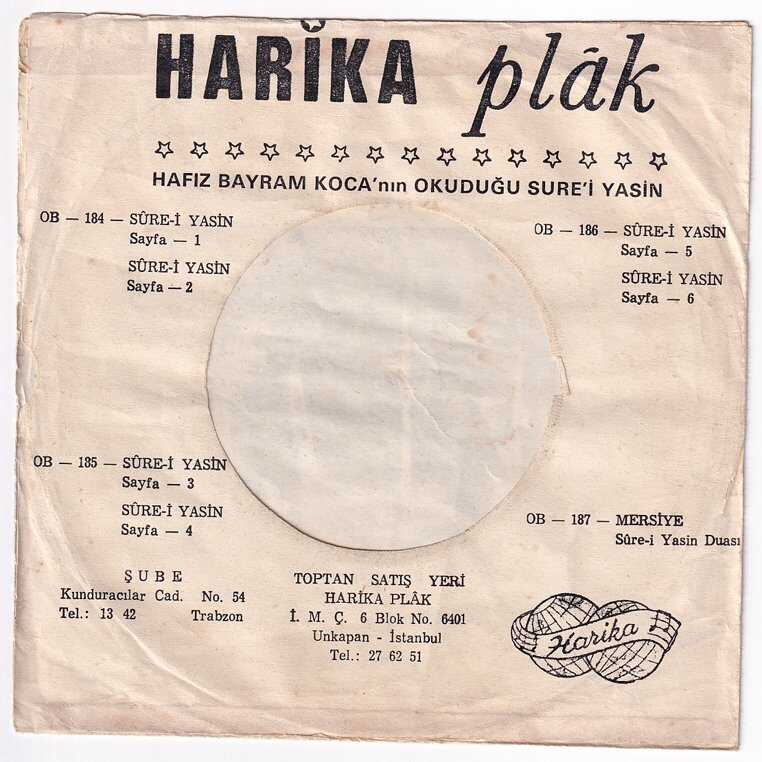 HARİKA plâk
HAFIZ BAYRAM KOCA'nın OKUDUĞU SURE'İ YASİN
OB — 184 — SÛRE-İ YASİN
Sayfa — 1
SÛRE-İ YASİN
Sayfa — 2
OB — 186 — SÛRE-İ YASİN
Sayfa — 5
SÛRE-İ YASİN
Sayfa — 6
OB — 185 — SÛRE-İ YASİN
Sayfa — 3
SÛRE-İ YASİN
Sayfa — 4
OB — 187 — MERSİYE
Sûre-i Yasin Duası
ŞUBE
Kunduracılar Cad. No. 54
Tel.: 13 42 Trabzon
TOPTAN SATIŞ YERİ
HARİKA PLÂK
İ. M. Ç. 6 Blok No. 6401
Unkapan - İstanbul
Tel.: 27 62 51
Harika